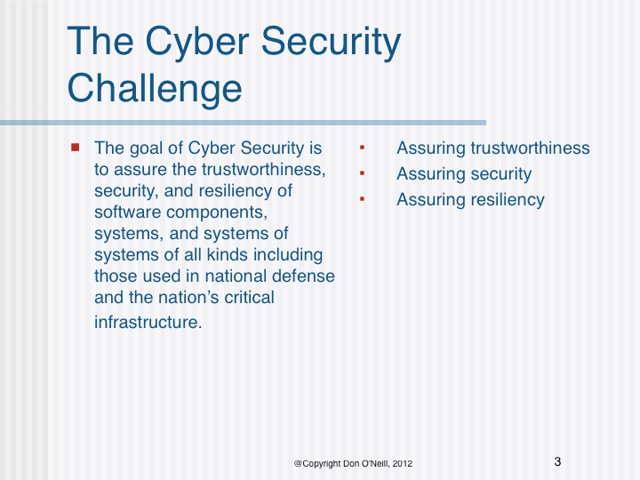 The Cyber Security
Challenge
The goal of Cyber Security is
to assure the trustworthiness,
security, and resiliency of
software components,
systems, and systems of
systems of all kinds including
those used in national defense
and the nation’s critical
infrastructure.
Assuring trustworthiness
Assuring security
Assuring resiliency
@Copyright Don O’Neill, 2012
3